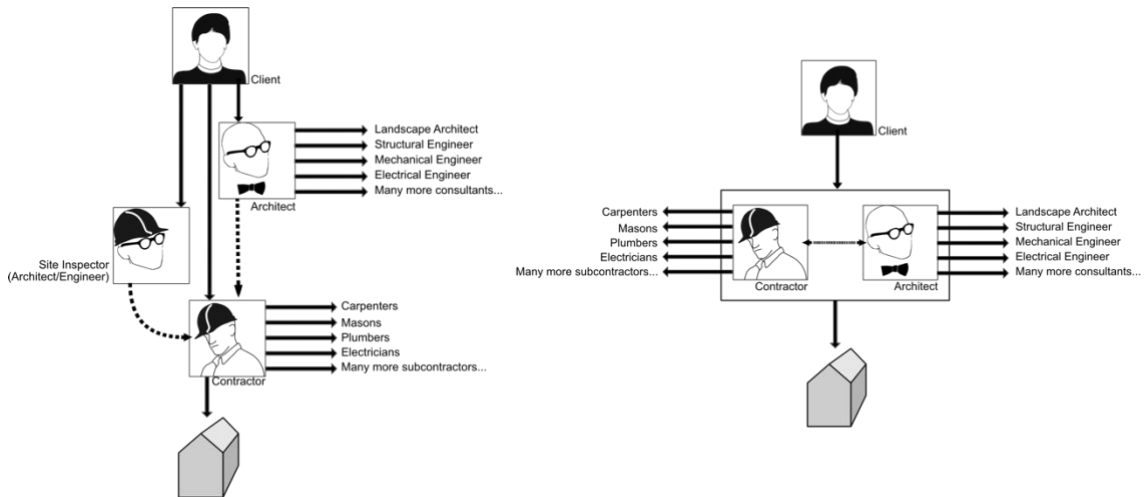 Client
Landscape Architect
Structural Engineer
Mechanical Engineer
Electrical Engineer
Many more consultants...
Architect
Site Inspector
(Architect/Engineer)
Carpenters
Masons
Plumbers
Electricians
Many more subcontractors...
Contractor
Client
Carpenters
Masons
Plumbers
Electricians
Many more subcontractors...
Contractor
Architect
Landscape Architect
Structural Engineer
Mechanical Engineer
Electrical Engineer
Many more consultants...